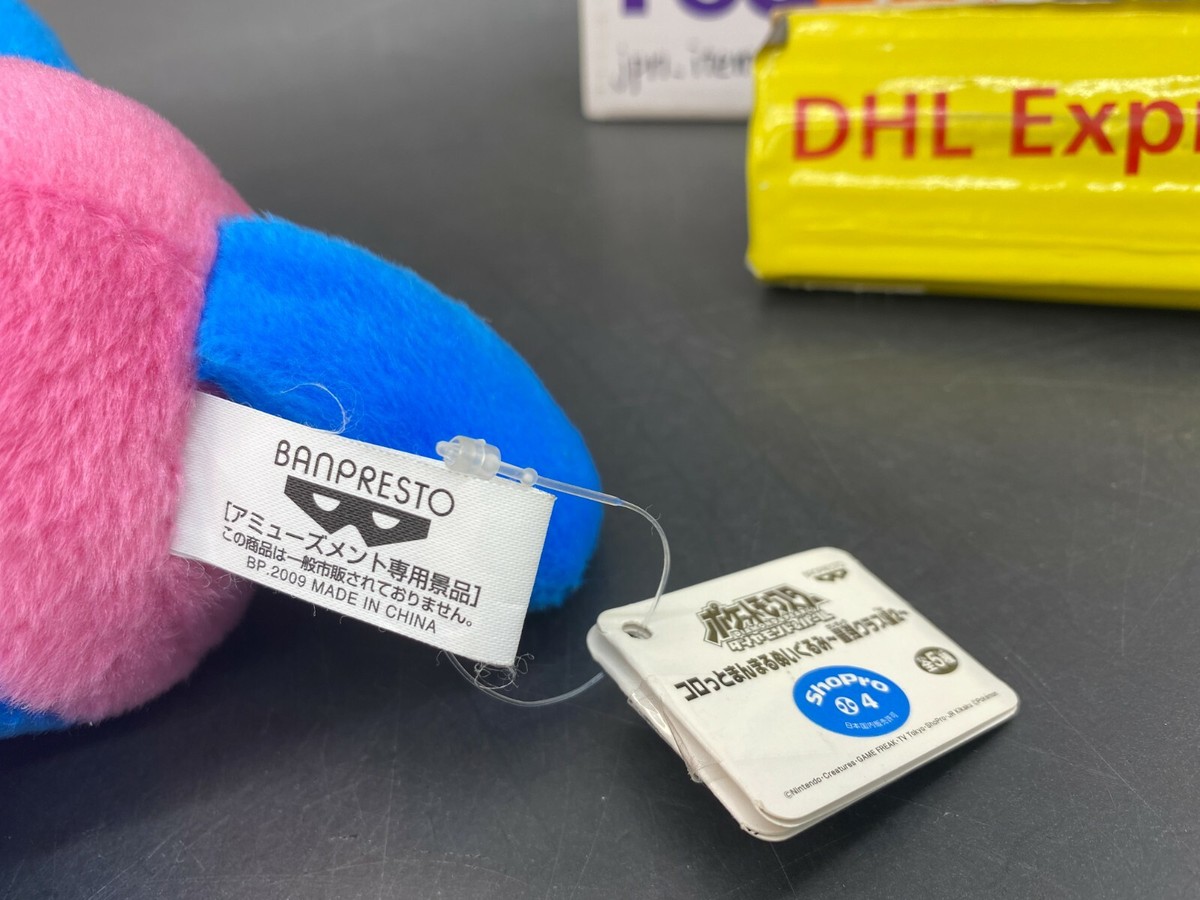 jpn.item
DHL Expr
BANPRESTO
[アミューズメント専用景品]
この商品は一般市販されておりません。
BP.2009 MADE IN CHINA
ポケットモンスター
ダイヤモンド・パール
コロっとまんまるぬいぐるみ~
全5種
ShoPro
4
日本国内販売許可
©Nintendo・Creatures・GAME FREAK・TV Tokyo・ShoPro・JR Kikaku ©Pokémon